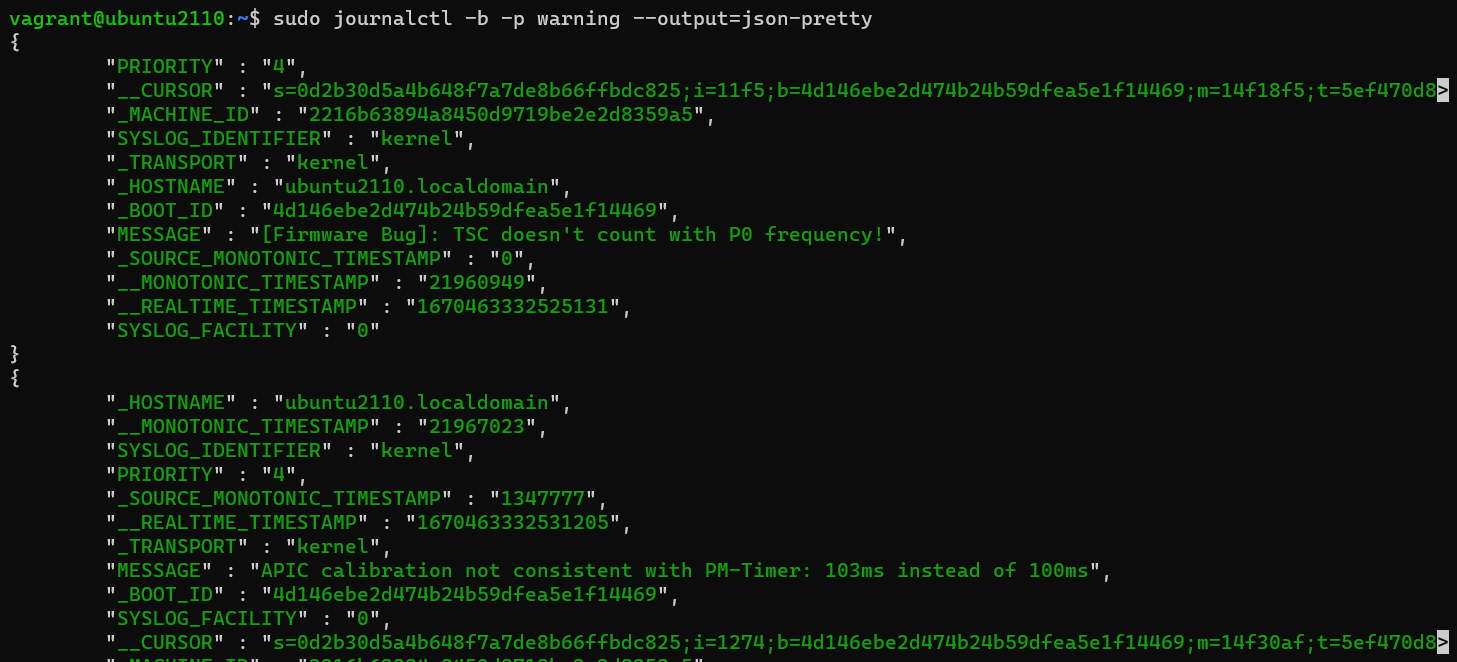 vagrant@ubuntu2110:~$ sudo journalctl -b -p warning --output=json-pretty
{
        "PRIORITY" : "4",
        "__CURSOR" : "s=0d2b30d5a4b648f7a7de8b66ffbdc825;i=11f5;b=4d146ebe2d474b24b59dfea5e1f14469;m=14f18f5;t=5ef470d8>
        "_MACHINE_ID" : "2216b63894a8450d9719be2e2d8359a5",
        "SYSLOG_IDENTIFIER" : "kernel",
        "_TRANSPORT" : "kernel",
        "_HOSTNAME" : "ubuntu2110.localdomain",
        "_BOOT_ID" : "4d146ebe2d474b24b59dfea5e1f14469",
        "MESSAGE" : "[Firmware Bug]: TSC doesn't count with P0 frequency!",
        "_SOURCE_MONOTONIC_TIMESTAMP" : "0",
        "__MONOTONIC_TIMESTAMP" : "21960949",
        "__REALTIME_TIMESTAMP" : "1670463332525131",
        "SYSLOG_FACILITY" : "0"
}
{
        "_HOSTNAME" : "ubuntu2110.localdomain",
        "__MONOTONIC_TIMESTAMP" : "21967023",
        "SYSLOG_IDENTIFIER" : "kernel",
        "PRIORITY" : "4",
        "_SOURCE_MONOTONIC_TIMESTAMP" : "1347777",
        "__REALTIME_TIMESTAMP" : "1670463332531205",
        "_TRANSPORT" : "kernel",
        "MESSAGE" : "APIC calibration not consistent with PM-Timer: 103ms instead of 100ms",
        "_BOOT_ID" : "4d146ebe2d474b24b59dfea5e1f14469",
        "SYSLOG_FACILITY" : "0",
        "__CURSOR" : "s=0d2b30d5a4b648f7a7de8b66ffbdc825;i=1274;b=4d146ebe2d474b24b59dfea5e1f14469;m=14f30af;t=5ef470d8>